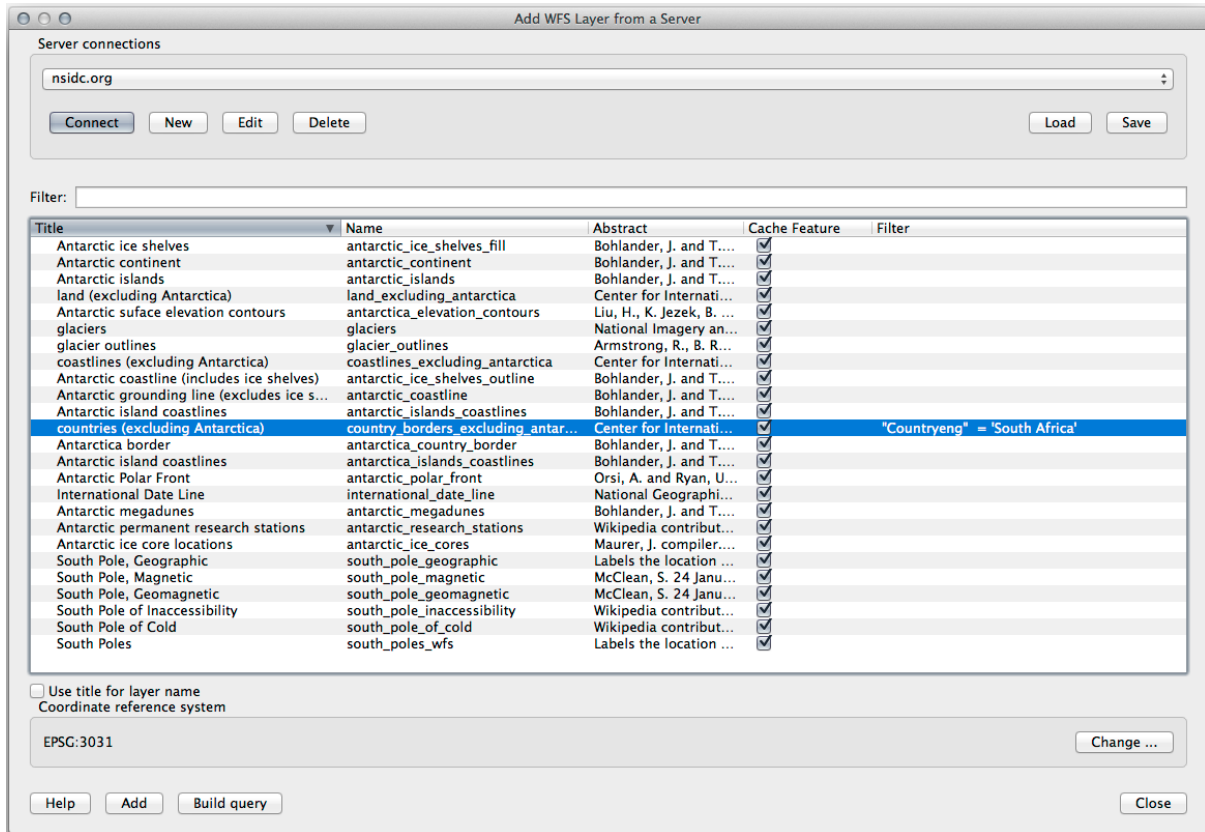 Add WFS Layer from a Server
Server connections
nsidc.org
Connect New Edit Delete Load Save
Filter:
Title Name Abstract Cache Feature Filter
Antarctic ice shelves antarctic_ice_shelves_fill Bohlander, J. and T....
Antarctic continent antarctic_continent Bohlander, J. and T....
Antarctic islands antarctic_islands Bohlander, J. and T....
land (excluding Antarctica) land_excluding_antarctica Center for Internati...
Antarctic suface elevation contours antarctica_elevation_contours Liu, H., K. Jezek, B. ...
glaciers glaciers National Imagery an...
glacier outlines glacier_outlines Armstrong, R., B. R...
coastlines (excluding Antarctica) coastlines_excluding_antarctica Center for Internati...
Antarctic coastline (includes ice shelves) antarctic_ice_shelves_outline Bohlander, J. and T....
Antarctic grounding line (excludes ice s... antarctic_coastline Bohlander, J. and T....
Antarctic island coastlines antarctic_islands_coastlines Bohlander, J. and T....
countries (excluding Antarctica) country_borders_excluding_antar... Center for Internati... "Countryeng" = 'South Africa'
Antarctica border antarctica_country_border Bohlander, J. and T....
Antarctic island coastlines antarctica_islands_coastlines Bohlander, J. and T....
Antarctic Polar Front antarctic_polar_front Orsi, A. and Ryan, U...
International Date Line international_date_line National Geographi...
Antarctic megadunes antarctic_megadunes Bohlander, J. and T....
Antarctic permanent research stations antarctic_research_stations Wikipedia contribut...
Antarctic ice core locations antarctic_ice_cores Maurer, J. compiler....
South Pole, Geographic south_pole_geographic Labels the location ...
South Pole, Magnetic south_pole_magnetic McClean, S. 24 Janu...
South Pole, Geomagnetic south_pole_geomagnetic McClean, S. 24 Janu...
South Pole of Inaccessibility south_pole_inaccessibility Wikipedia contribut...
South Pole of Cold south_pole_of_cold Wikipedia contribut...
South Poles south_poles_wfs Labels the location ...
Use title for layer name
Coordinate reference system
EPSG:3031 Change ...
Help Add Build query Close